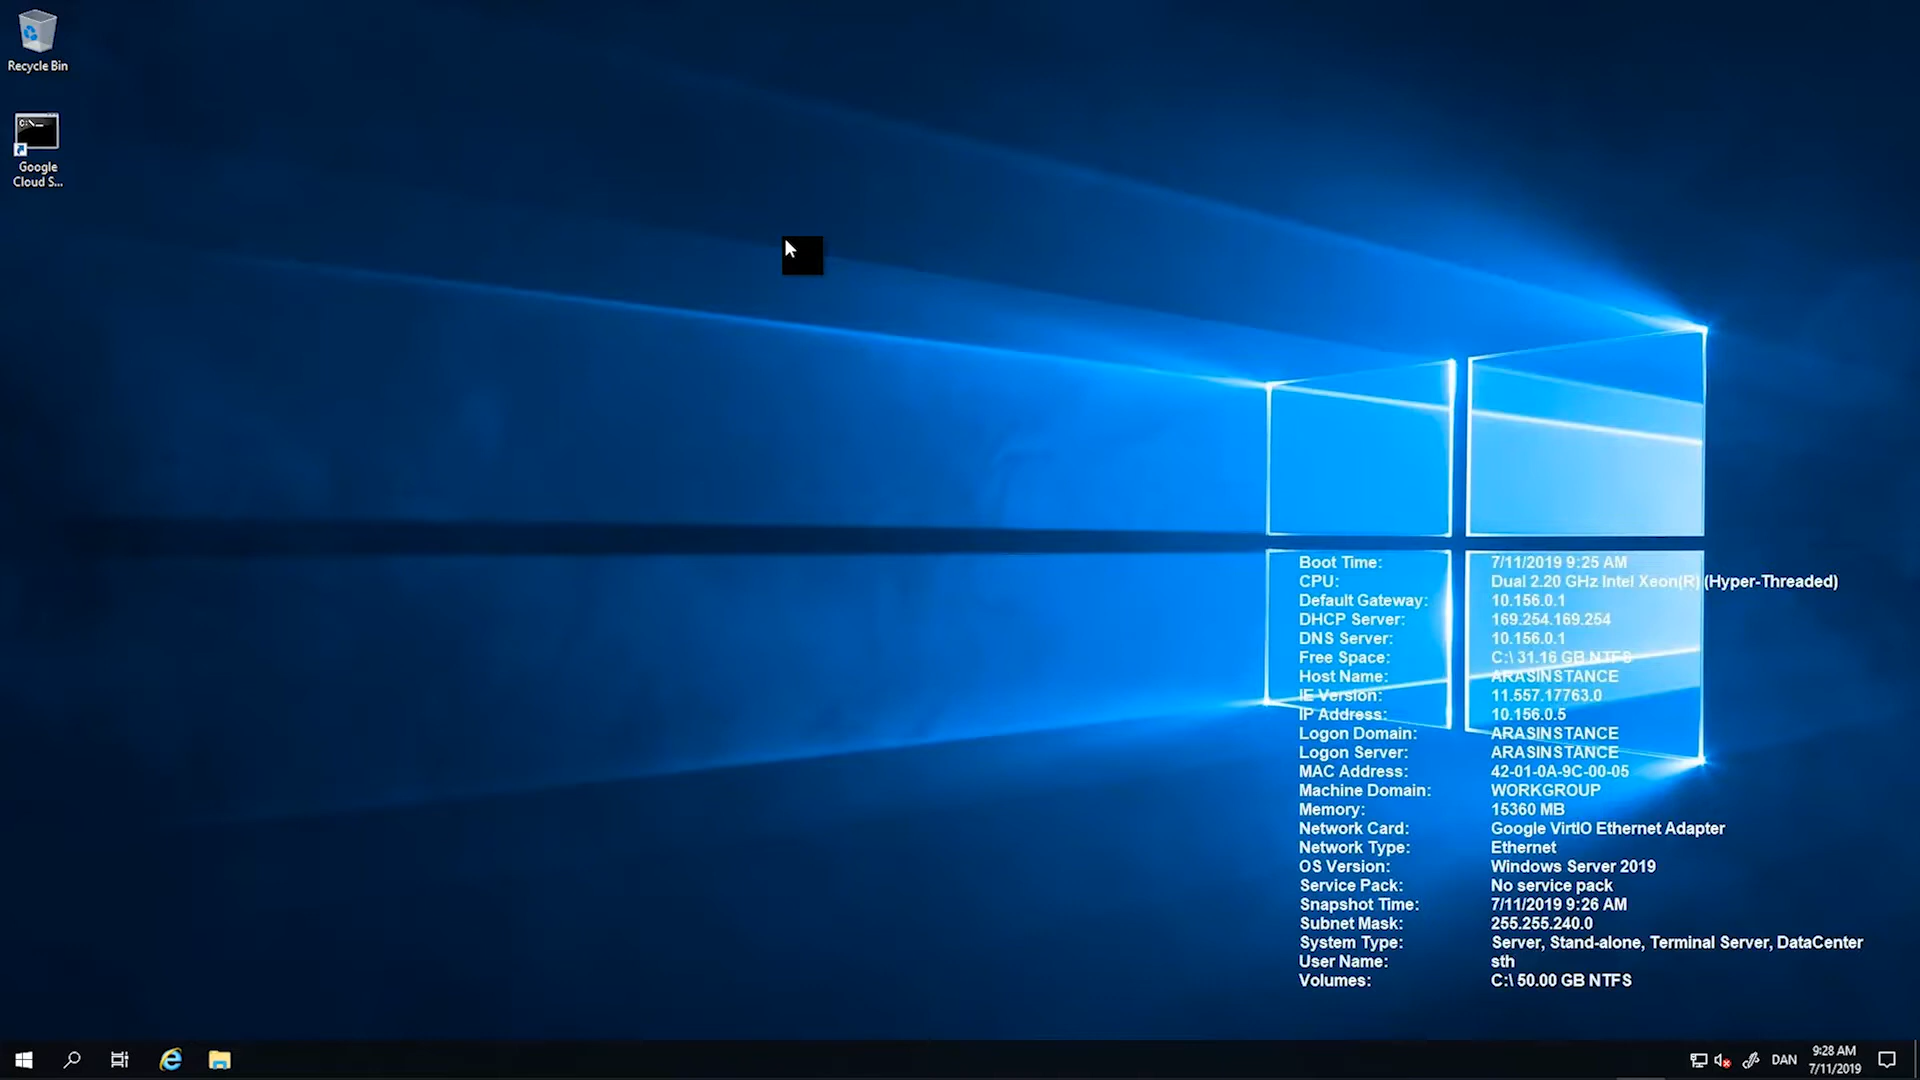 Recycle Bin
Google
Cloud S...
Boot Time: 7/11/2019 9:25 AM
CPU: Dual 2.20 GHz Intel Xeon(R) (Hyper-Threaded)
Default Gateway: 10.156.0.1
DHCP Server: 169.254.169.254
DNS Server: 10.156.0.1
Free Space: C:\ 31.16 GB NTFS
Host Name: ARASINSTANCE
IE Version: 11.557.17763.0
IP Address: 10.156.0.5
Logon Domain: ARASINSTANCE
Logon Server: ARASINSTANCE
MAC Address: 42-01-0A-9C-00-05
Machine Domain: WORKGROUP
Memory: 15360 MB
Network Card: Google VirtIO Ethernet Adapter
Network Type: Ethernet
OS Version: Windows Server 2019
Service Pack: No service pack
Snapshot Time: 7/11/2019 9:26 AM
Subnet Mask: 255.255.240.0
System Type: Server, Stand-alone, Terminal Server, DataCenter
User Name: sth
Volumes: C:\ 50.00 GB NTFS
DAN
9:28 AM
7/11/2019